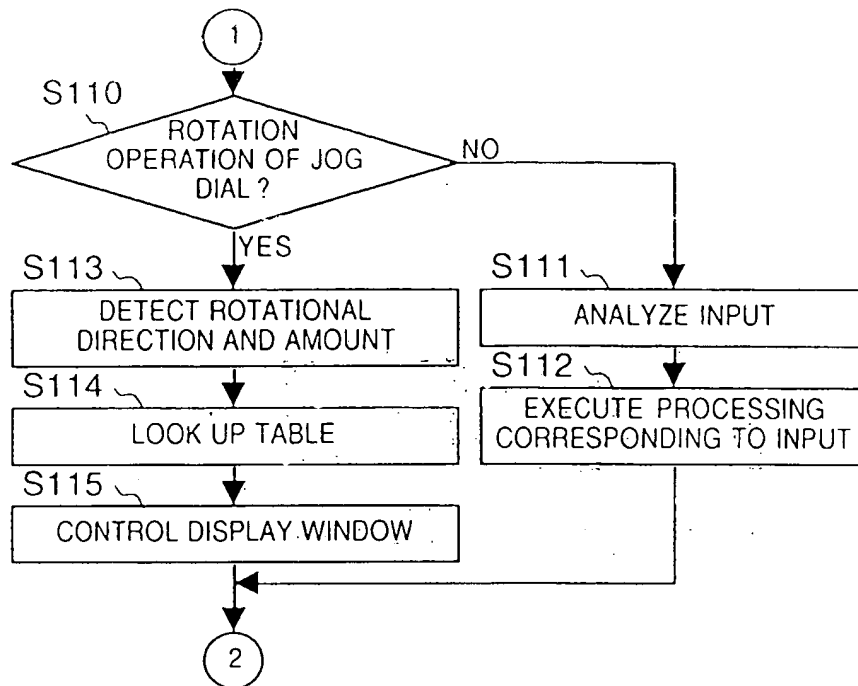 1
S110
ROTATION
OPERATION OF JOG
DIAL ?
NO
YES
S113
DETECT ROTATIONAL
DIRECTION AND AMOUNT
S114
LOOK UP TABLE
S115
CONTROL DISPLAY WINDOW
S111
ANALYZE INPUT
S112
EXECUTE PROCESSING
CORRESPONDING TO INPUT
2